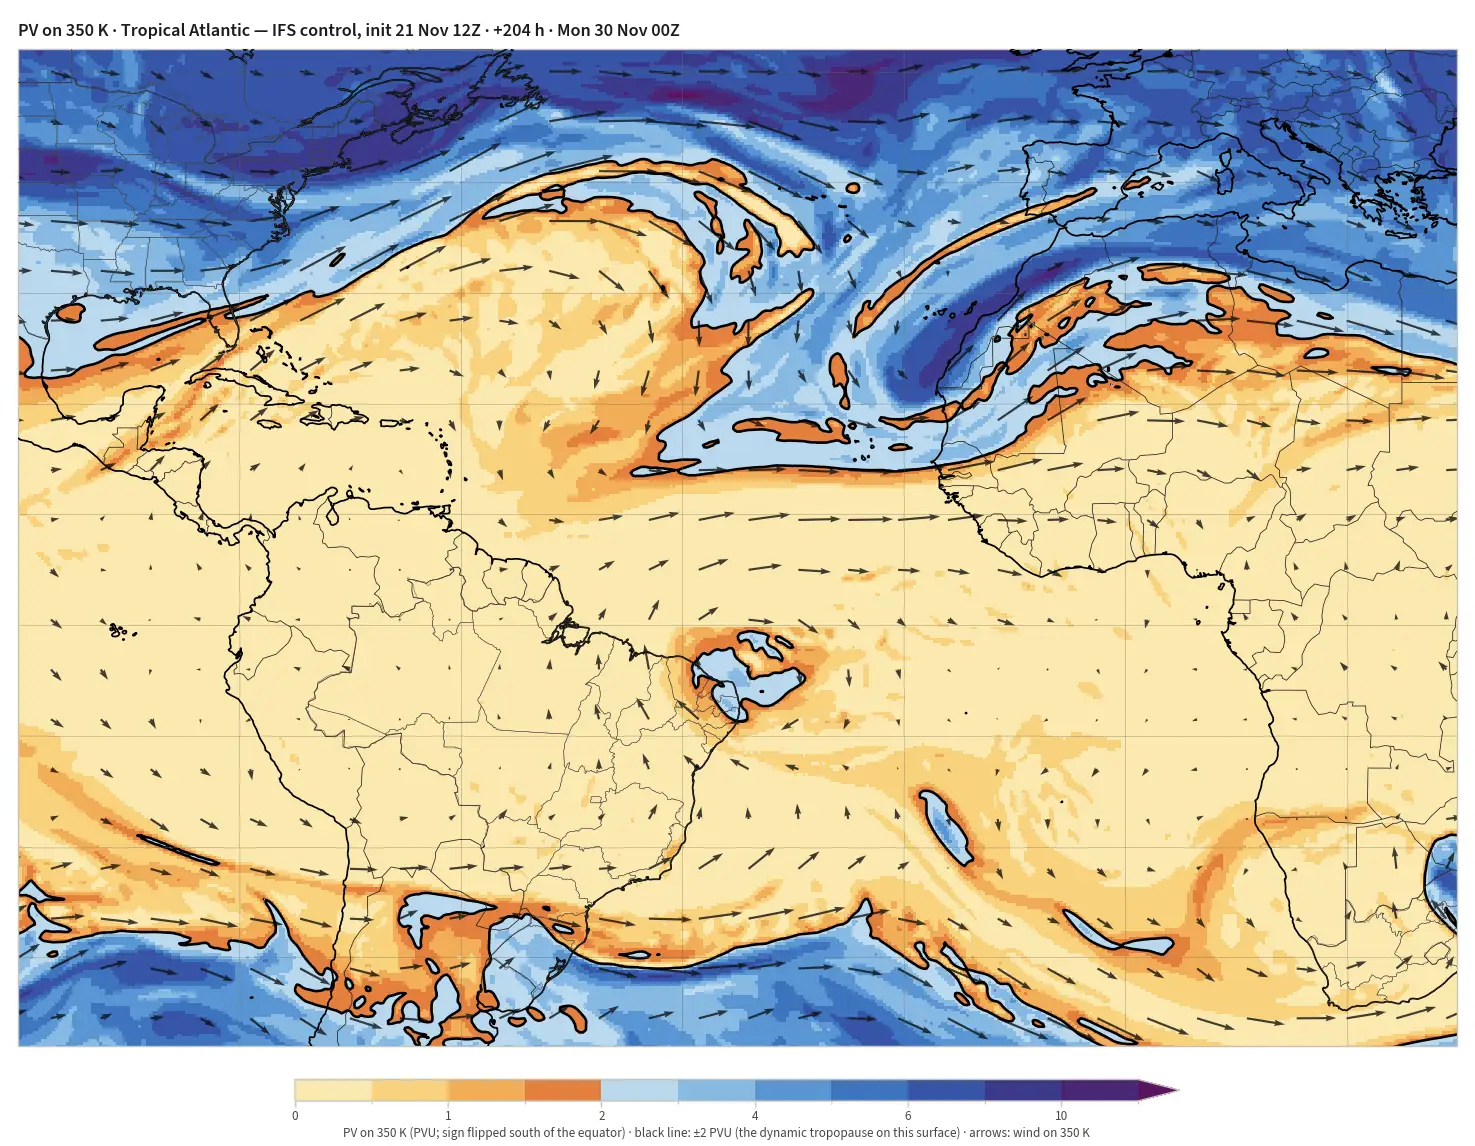 PV on 350 K · Tropical Atlantic — IFS control, init 21 Nov 12Z · +204 h · Mon 30 Nov 00Z
0 1 2 4 6 10
PV on 350 K (PVU; sign flipped south of the equator) · black line: ±2 PVU (the dynamic tropopause on this surface) · arrows: wind on 350 K